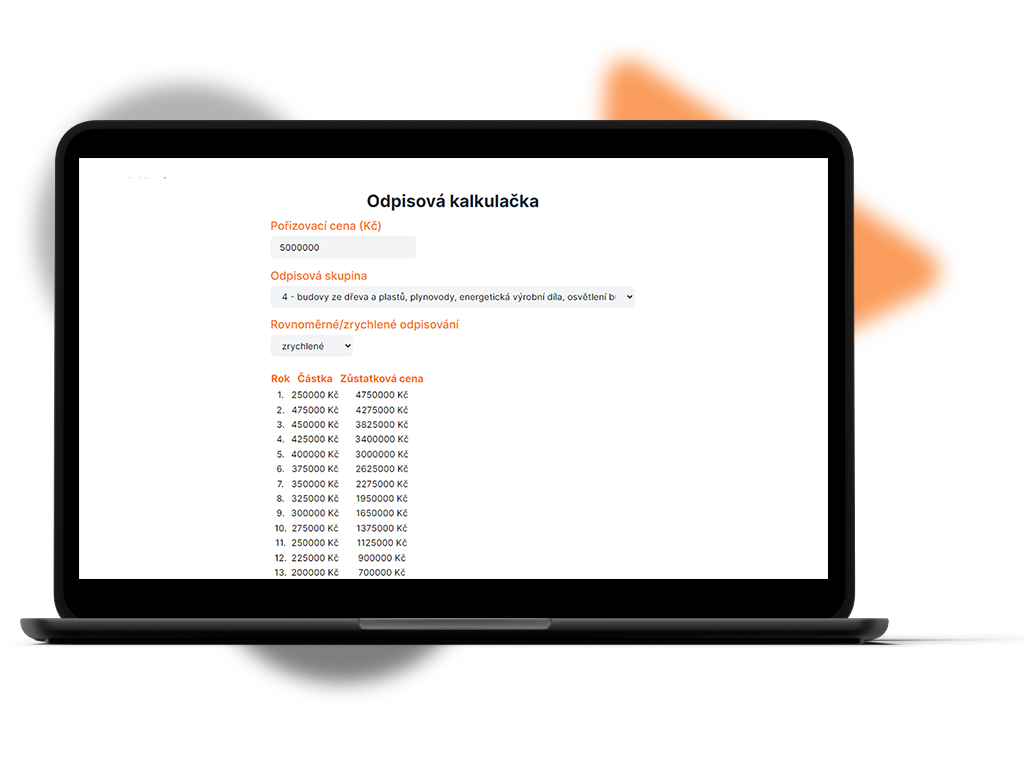 Odpisová kalkulačka
Pořizovací cena (Kč)
5000000
Odpisová skupina
4 - budovy ze dřeva a plastů, plynovody, energetická výrobní díla, osvětlení
Rovnoměrné/zrychlené odpisování
zrychlené
Rok Částka Zůstatková cena
1. 250000 Kč 4750000 Kč
2. 475000 Kč 4275000 Kč
3. 450000 Kč 3825000 Kč
4. 425000 Kč 3400000 Kč
5. 400000 Kč 3000000 Kč
6. 375000 Kč 2625000 Kč
7. 350000 Kč 2275000 Kč
8. 325000 Kč 1950000 Kč
9. 300000 Kč 1650000 Kč
10. 275000 Kč 1375000 Kč
11. 250000 Kč 1125000 Kč
12. 225000 Kč 900000 Kč
13. 200000 Kč 700000 Kč